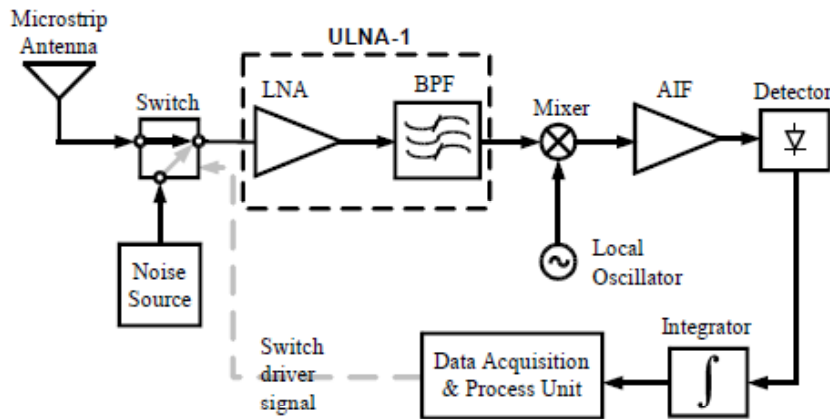 Microstrip
Antenna
ULNA-1
Switch
LNA
BPF
Mixer
AIF
Detector
Noise
Source
Local
Oscillator
Switch
driver
signal
Data Acquisition
& Process Unit
Integrator
∫